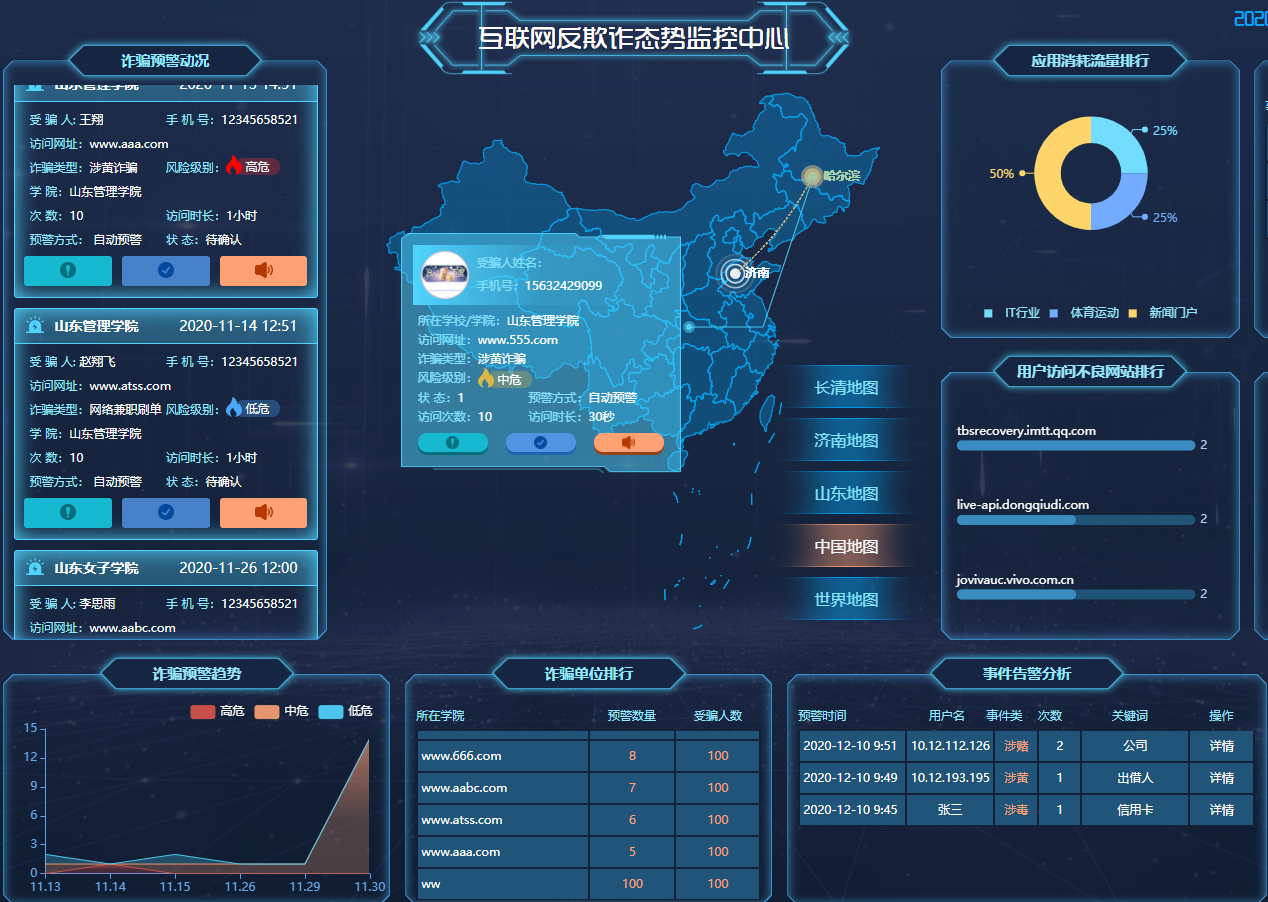 互联网反欺诈态势监控中心
2020
诈骗预警动况
山东管理学院 2020-11-13 14:51
受 骗 人: 王翔 手 机 号: 12345658521
访问网址: www.aaa.com
诈骗类型: 涉黄诈骗 风险级别: 高危
学 院: 山东管理学院
次 数: 10 访问时长: 1小时
预警方式: 自动预警 状 态: 待确认
山东管理学院 2020-11-14 12:51
受 骗 人: 赵翔飞 手 机 号: 12345658521
访问网址: www.atss.com
诈骗类型: 网络兼职刷单 风险级别: 低危
学 院: 山东管理学院
次 数: 10 访问时长: 1小时
预警方式: 自动预警 状 态: 待确认
山东女子学院 2020-11-26 12:00
受 骗 人: 李思雨 手 机 号: 12345658521
访问网址: www.aabc.com
哈尔滨
济南
受骗人姓名:
手机号: 15632429099
所在学校/学院: 山东管理学院
访问网址: www.555.com
诈骗类型: 涉黄诈骗
风险级别: 中危
状 态: 1 预警方式: 自动预警
访问次数: 10 访问时长: 30秒
长清地图
济南地图
山东地图
中国地图
世界地图
应用消耗流量排行
25%
50%
25%
IT行业 体育运动 新闻门户
用户访问不良网站排行
tbsrecovery.imtt.qq.com
2
live-api.dongqiudi.com
2
jovivauc.vivo.com.cn
2
诈骗预警趋势
高危 中危 低危
15
12
9
6
3
0
11.13 11.14 11.15 11.26 11.29 11.30
诈骗单位排行
所在学院 预警数量 受骗人数
www.666.com 8 100
www.aabc.com 7 100
www.atss.com 6 100
www.aaa.com 5 100
ww 100 100
事件告警分析
预警时间 用户名 事件类 次数 关键词 操作
2020-12-10 9:51 10.12.112.126 涉赌 2 公司 详情
2020-12-10 9:49 10.12.193.195 涉黄 1 出借人 详情
2020-12-10 9:45 张三 涉毒 1 信用卡 详情